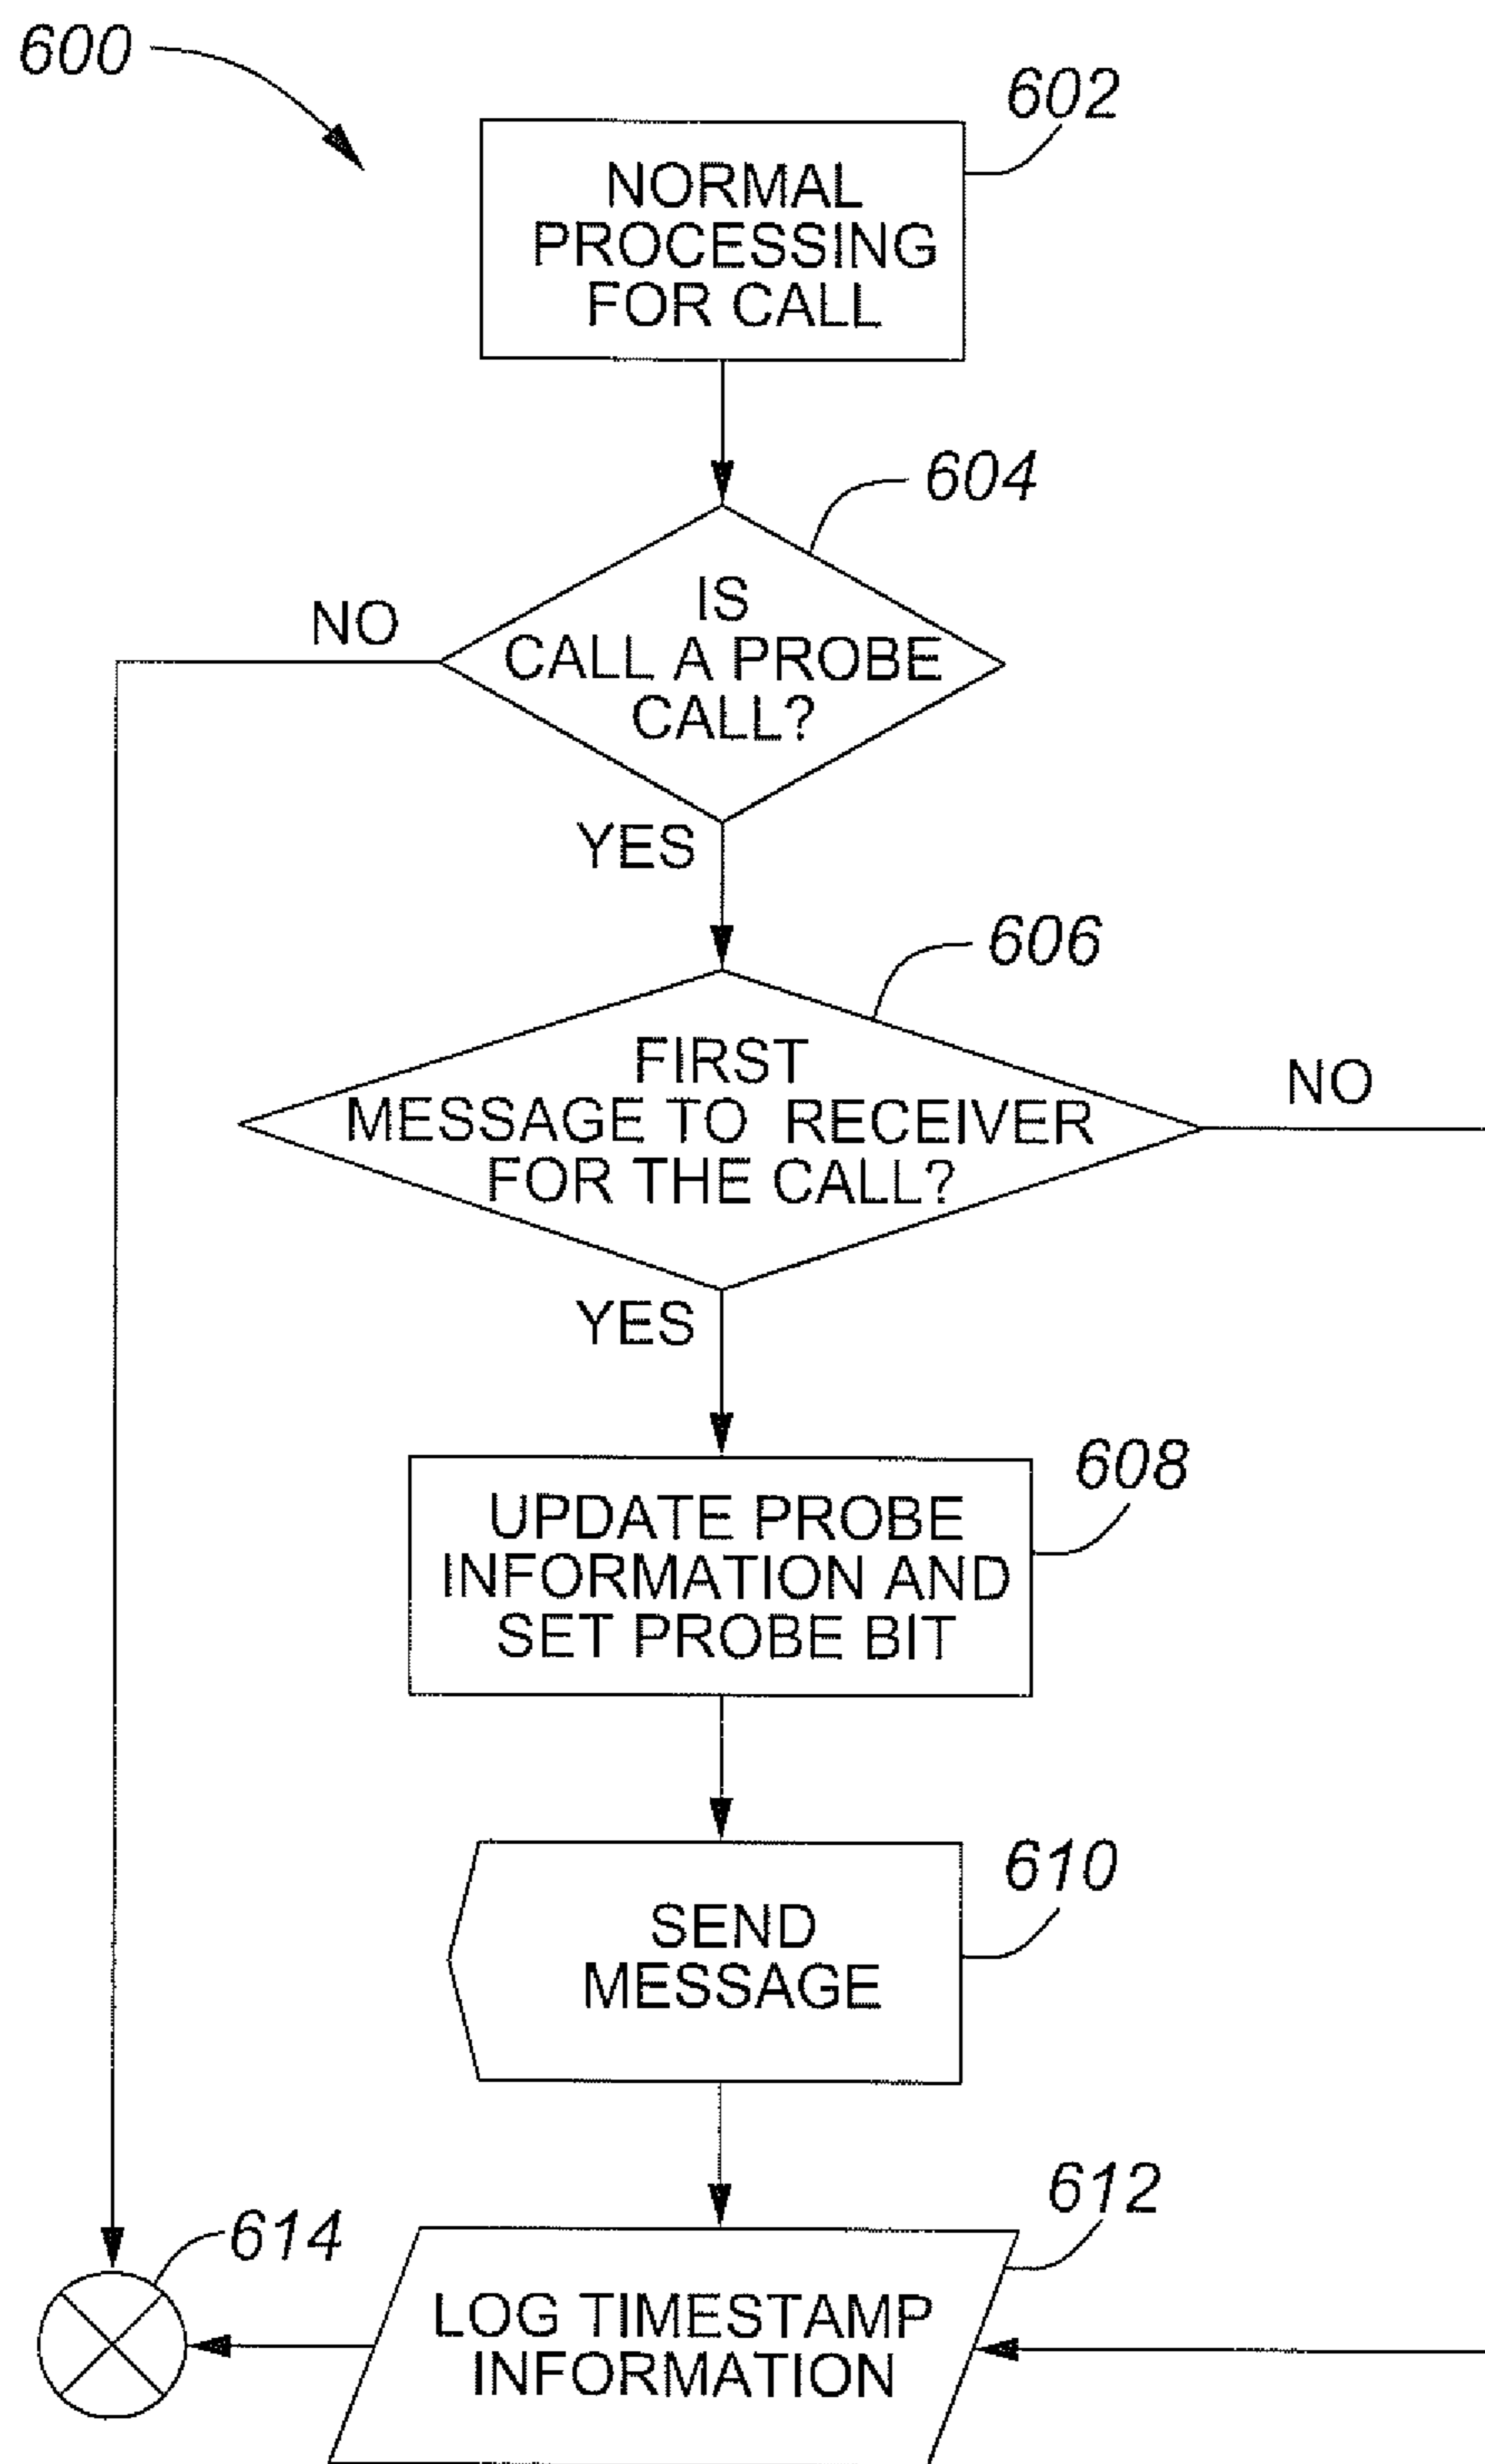 600
602
NORMAL
PROCESSING
FOR CALL
604
IS
CALL A PROBE
CALL?
NO
YES
606
FIRST
MESSAGE TO RECEIVER
FOR THE CALL?
NO
YES
608
UPDATE PROBE
INFORMATION AND
SET PROBE BIT
610
SEND
MESSAGE
612
614
LOG TIMESTAMP
INFORMATION